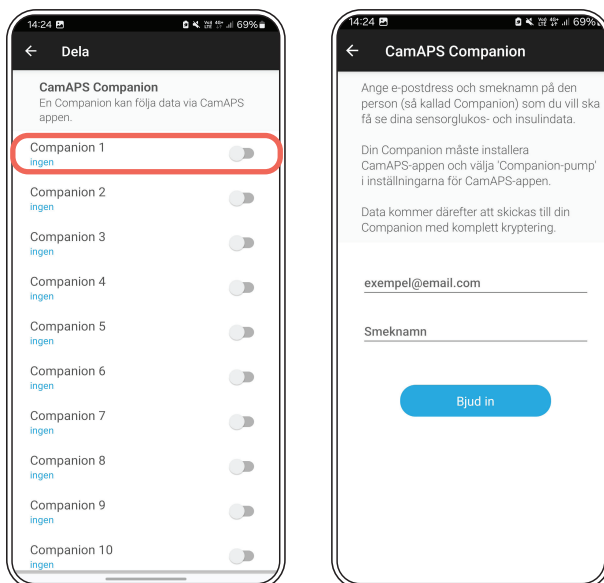 14:24
69%
Dela
CamAPS Companion
En Companion kan följa data via CamAPS
appen.
Companion 1
ingen
Companion 2
ingen
Companion 3
ingen
Companion 4
ingen
Companion 5
ingen
Companion 6
ingen
Companion 7
ingen
Companion 8
ingen
Companion 9
ingen
Companion 10
ingen
14:24
69%
CamAPS Companion
Ange e-postdress och smeknamn på den
person (så kallad Companion) som du vill ska
få se dina sensorglukos- och insulindata.
Din Companion måste installera
CamAPS-appen och välja 'Companion-pump'
i inställningarna för CamAPS-appen.
Data kommer därefter att skickas till din
Companion med komplett kryptering.
exempel@email.com
Smeknamn
Bjud in